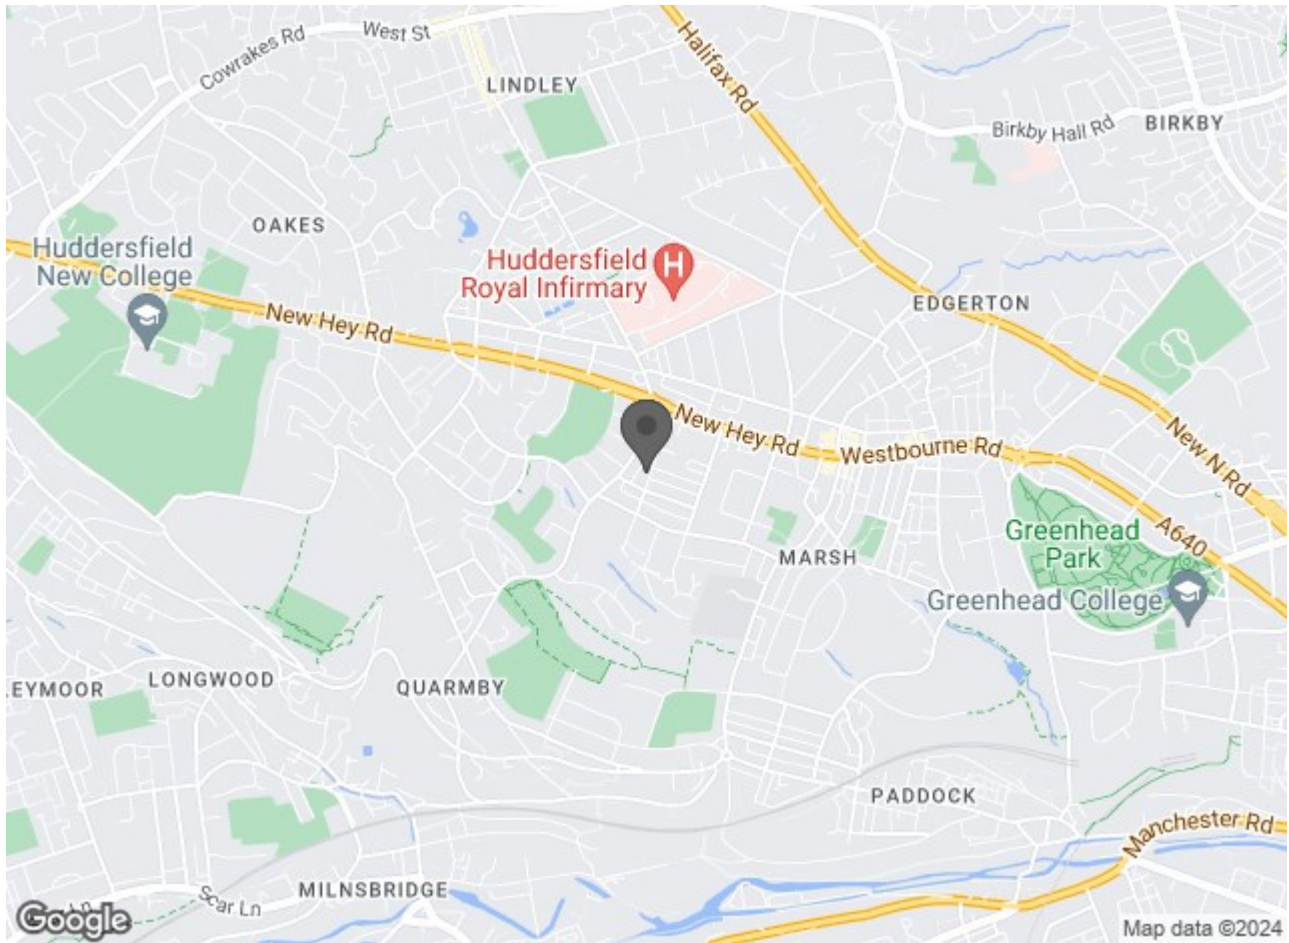 Cowrakes Rd
West St
LINDLEY
Halifax Rd
Birkby Hall Rd
BIRKBY
OAKES
Huddersfield
New College
Huddersfield
Royal Infirmary
H
EDGERTON
New Hey Rd
New Hey Rd
Westbourne Rd
New N Rd
A640
Greenhead
Park
MARSH
Greenhead College
LEYMOOR
LONGWOOD
QUARMBY
PADDOCK
Manchester Rd
MILNSBRIDGE
Scar Ln
Google
Map data ©2024